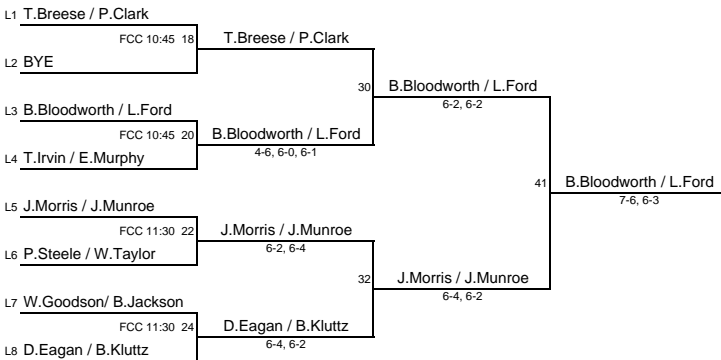 L1 T.Breese / P.Clark
FCC 10:45 18
T.Breese / P.Clark
L2 BYE
30
B.Bloodworth / L.Ford
6-2, 6-2
L3 B.Bloodworth / L.Ford
FCC 10:45 20
B.Bloodworth / L.Ford
4-6, 6-0, 6-1
L4 T.Irvin / E.Murphy
41
B.Bloodworth / L.Ford
7-6, 6-3
L5 J.Morris / J.Munroe
FCC 11:30 22
J.Morris / J.Munroe
6-2, 6-4
L6 P.Steele / W.Taylor
32
J.Morris / J.Munroe
6-4, 6-2
L7 W.Goodson/ B.Jackson
FCC 11:30 24
D.Eagan / B.Kluttz
6-4, 6-2
L8 D.Eagan / B.Kluttz